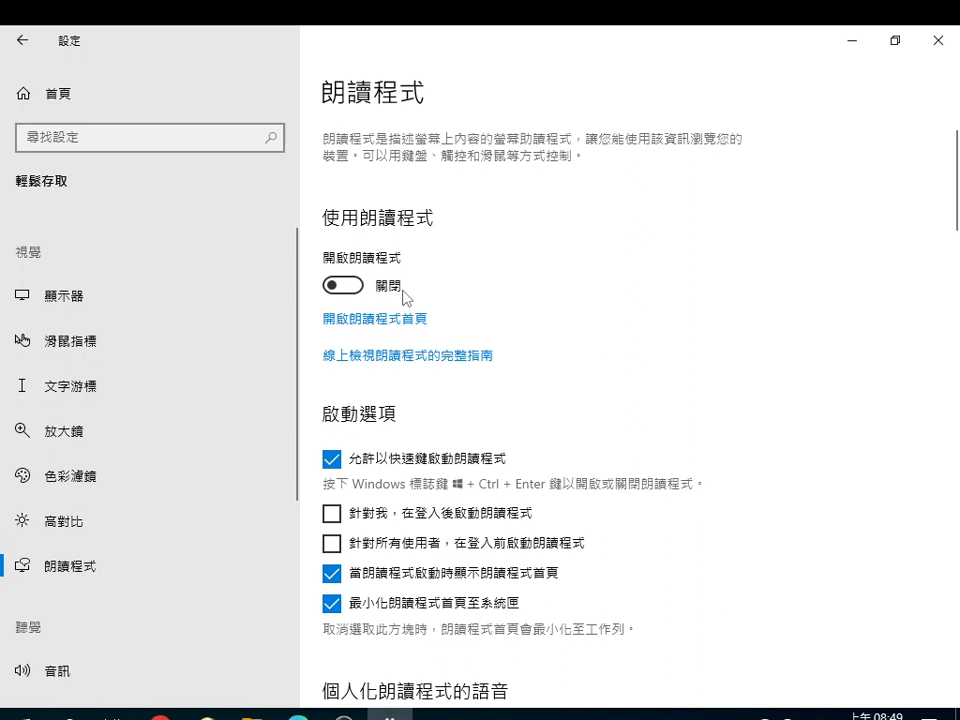 設定
首頁
尋找設定
輕鬆存取
視覺
顯示器
滑鼠指標
文字游標
放大鏡
色彩濾鏡
高對比
朗讀程式
聽覺
音訊
朗讀程式
朗讀程式是描述螢幕上內容的螢幕助讀程式，讓您能使用該資訊瀏覽您的
裝置。可以用鍵盤、觸控和滑鼠等方式控制。
使用朗讀程式
開啟朗讀程式
關閉
開啟朗讀程式首頁
線上檢視朗讀程式的完整指南
啟動選項
允許以快速鍵啟動朗讀程式
按下 Windows 標誌鍵 + Ctrl + Enter 鍵以開啟或關閉朗讀程式。
針對我，在登入後啟動朗讀程式
針對所有使用者，在登入前啟動朗讀程式
當朗讀程式啟動時顯示朗讀程式首頁
最小化朗讀程式首頁至系統匣
取消選取此方塊時，朗讀程式首頁會最小化至工作列。
個人化朗讀程式的語音
上午 08:49